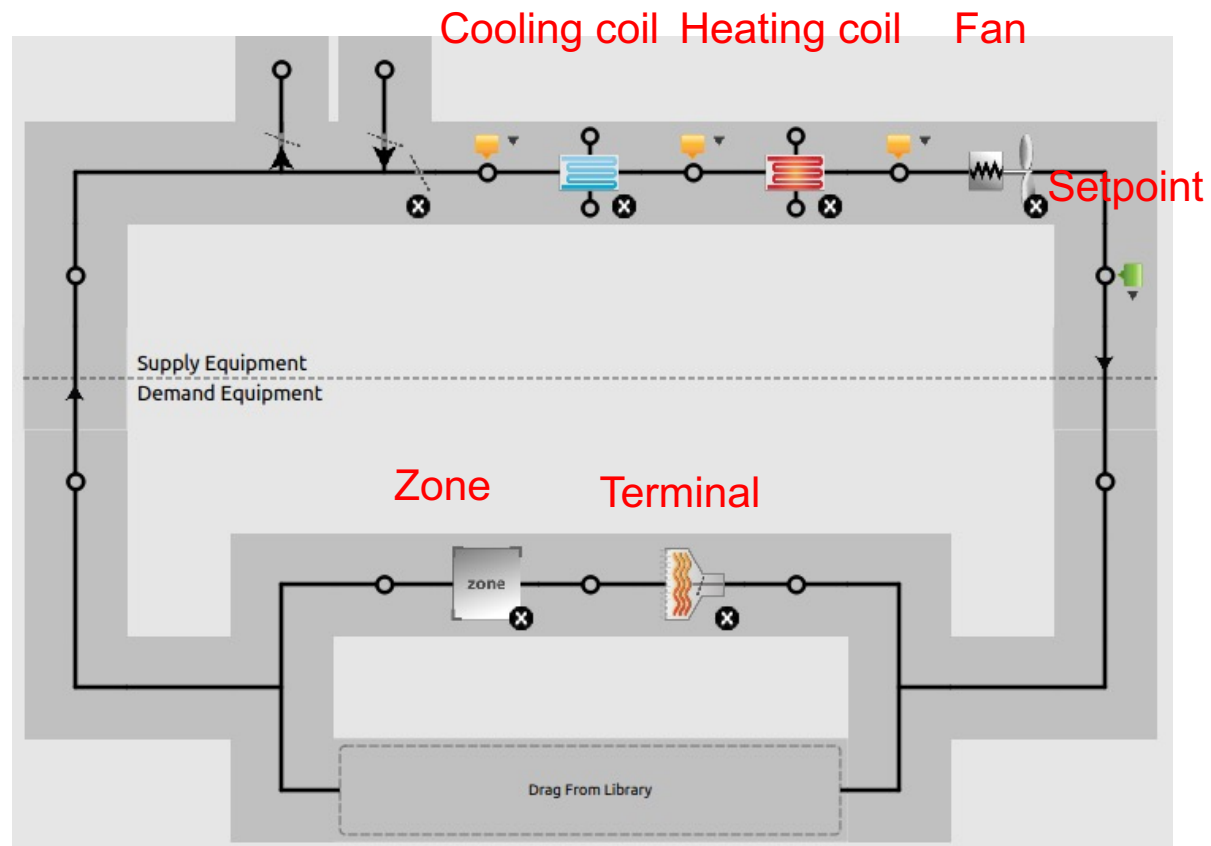 Cooling coil Heating coil Fan
Setpoint
Supply Equipment
Demand Equipment
Zone Terminal
zone
Drag From Library